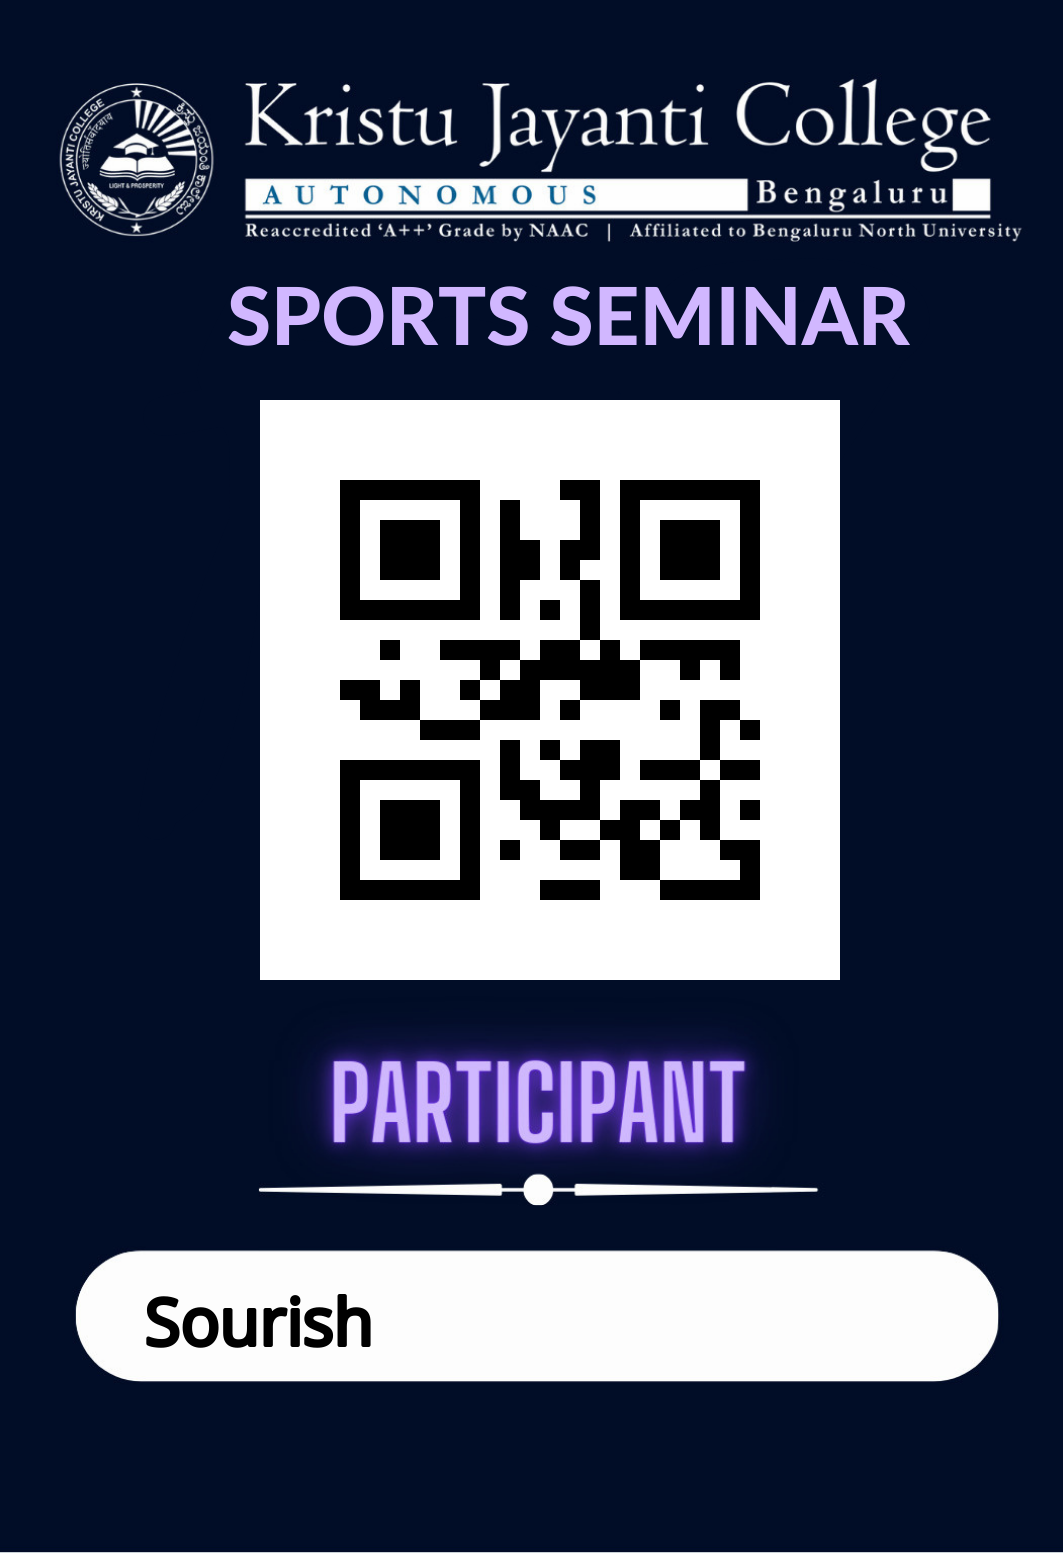 KRISTU JAYANTI COLLEGE
ज्योतिसंवादवाव
LIGHT & PROSPERITY
Kristu Jayanti College
AUTONOMOUS Bengaluru
Reaccredited ‘A++’ Grade by NAAC | Affiliated to Bengaluru North University
SPORTS SEMINAR
PARTICIPANT
Sourish